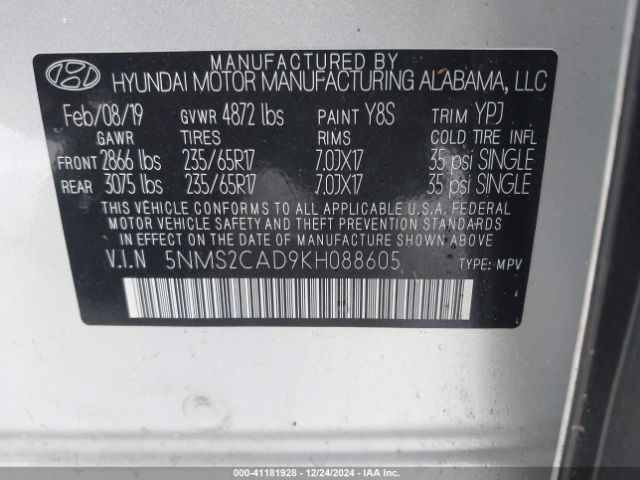 MANUFACTURED BY
HYUNDAI MOTOR MANUFACTURING ALABAMA, LLC
Feb/08/19 GVWR 4872 lbs PAINT Y8S TRIM YPJ
GAWR TIRES RIMS COLD TIRE INFL
FRONT 2866 lbs 235/65R17 7.0JX17 35 psi SINGLE
REAR 3075 lbs 235/65R17 7.0JX17 35 psi SINGLE
THIS VEHICLE CONFORMS TO ALL APPLICABLE U.S.A. FEDERAL
MOTOR VEHICLE SAFETY AND THEFT PREVENTION STANDARDS
IN EFFECT ON THE DATE OF MANUFACTURE SHOWN ABOVE.
V.I.N 5NMS2CAD9KH088605 TYPE: MPV
000-41181928 - 12/24/2024 - IAAI.COM